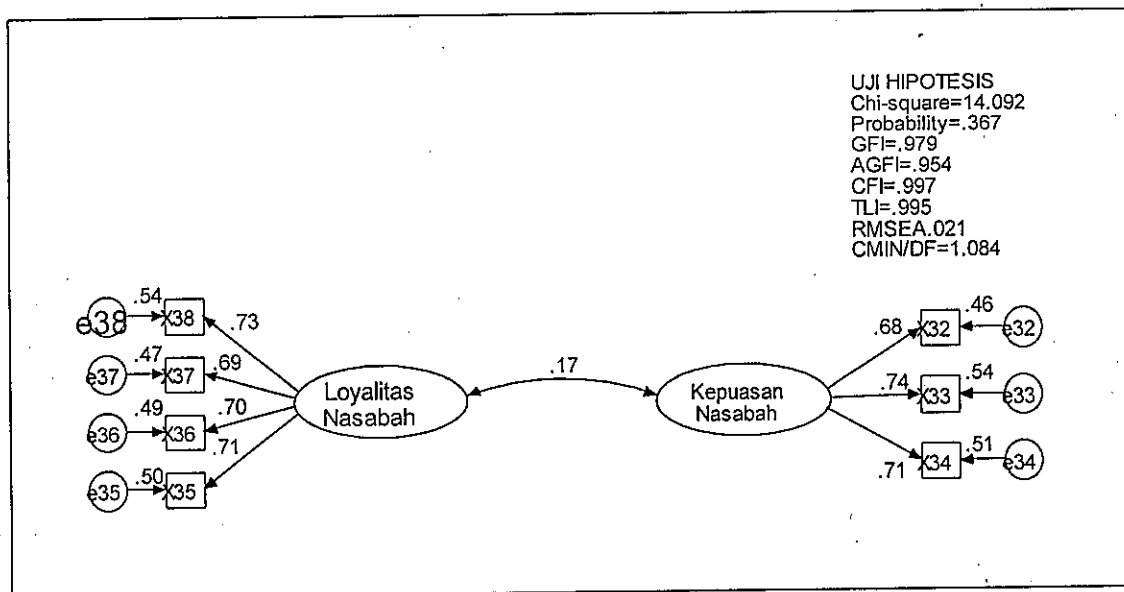 UJI HIPOTESIS
Chi-square=14.092
Probability=.367
GFI=.979
AGFI=.954
CFI=.997
TLI=.995
RMSEA.021
CMIN/DF=1.084
e38
.54
X38
.73
e37
.47
X37
.69
e36
.49
X36
.70
e35
.50
X35
.71
Loyalitas
Nasabah
.17
Kepuasan
Nasabah
.68
X32
.46
e32
.74
X33
.54
e33
.71
X34
.51
e34